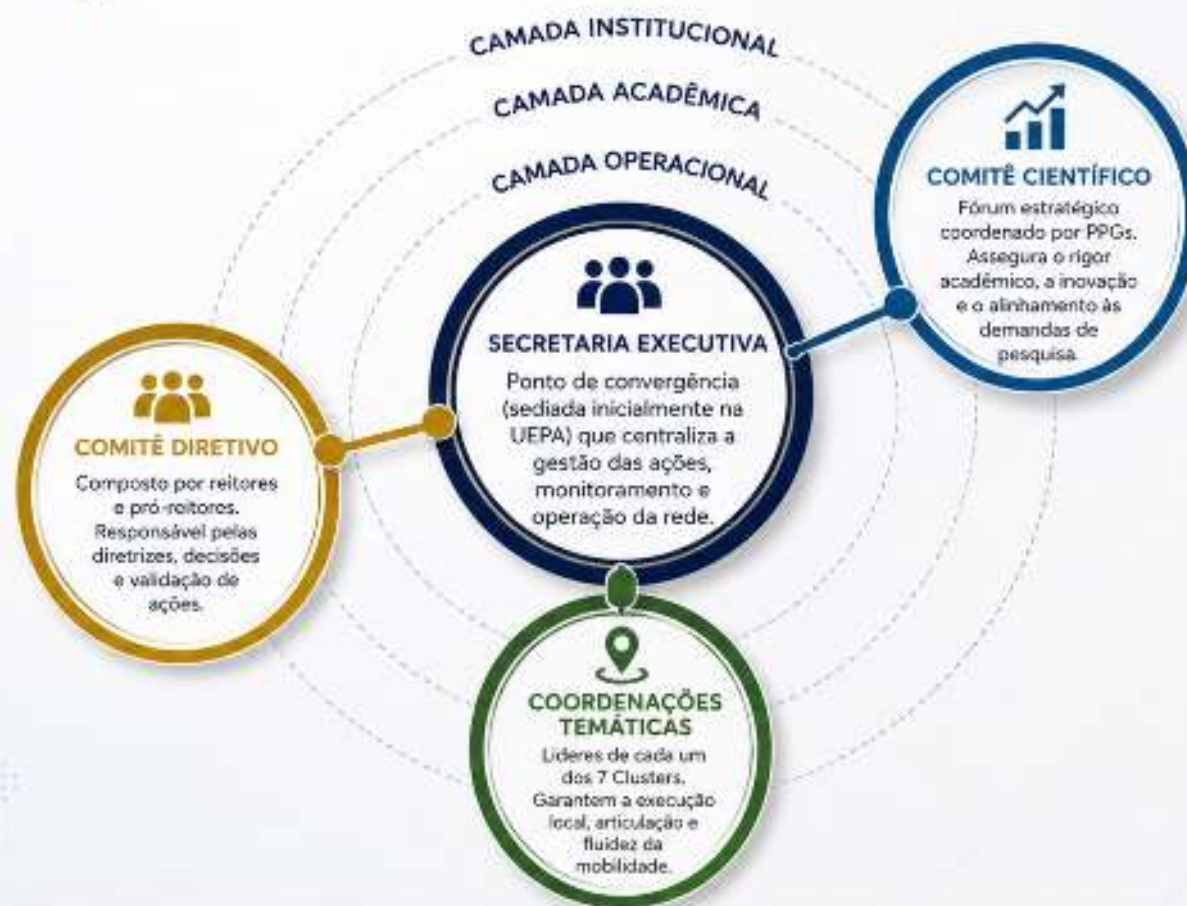 CAMADA INSTITUCIONAL
CAMADA ACADÊMICA
CAMADA OPERACIONAL
COMITÊ CIENTÍFICO
Fórum estratégico
coordenado por PPGs.
Assegura o rigor
acadêmico, a inovação
e o alinhamento às
demandas de
pesquisa.
SECRETARIA EXECUTIVA
Ponto de convergência
(sediada inicialmente na
UEPA) que centraliza a
gestão das ações,
monitoramento e
operação da rede.
COMITÊ DIRETIVO
Composto por reitores
e pró-reitores.
Responsável pelas
diretrizes, decisões
e validação de
ações.
COORDENAÇÕES
TEMÁTICAS
Líderes de cada um
dos 7 Clusters.
Garantem a execução
local, articulação e
fluidez da
mobilidade.